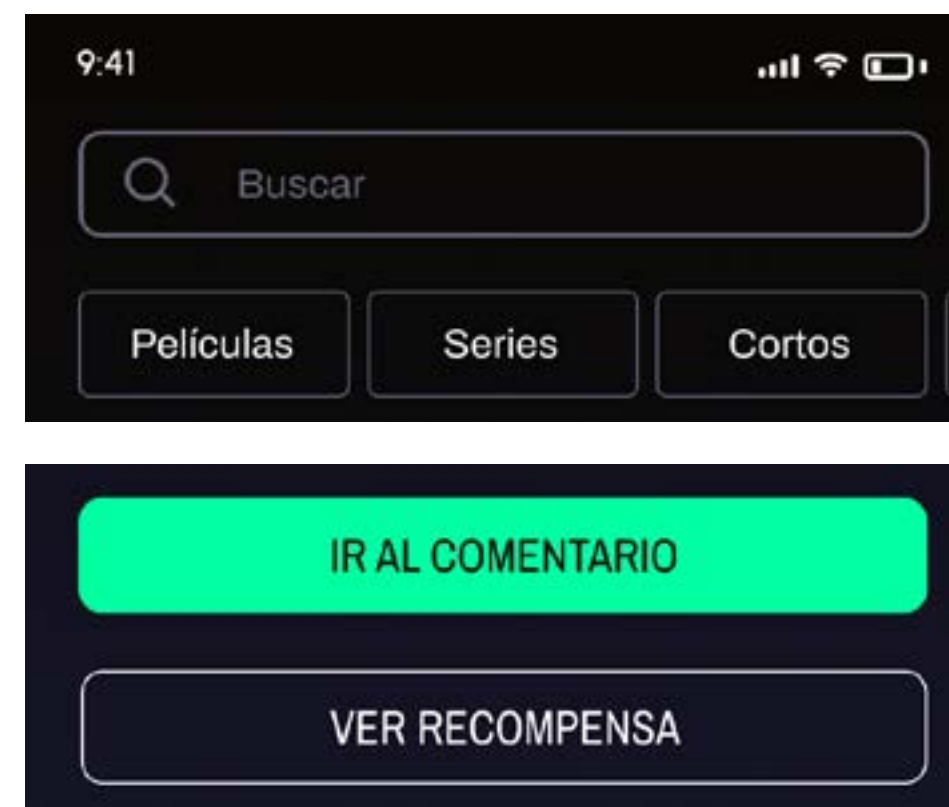 9:41
Buscar
Películas Series Cortos
IR AL COMENTARIO
VER RECOMPENSA